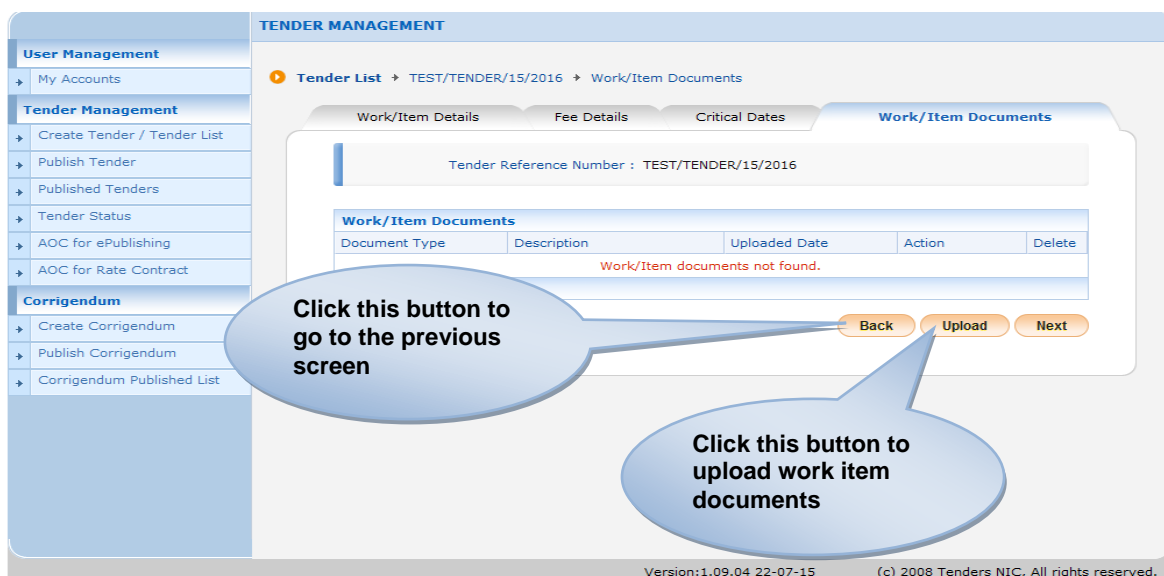 TENDER MANAGEMENT
User Management
My Accounts
Tender Management
Create Tender / Tender List
Publish Tender
Published Tenders
Tender Status
AOC for ePublishing
AOC for Rate Contract
Corrigendum
Create Corrigendum
Publish Corrigendum
Corrigendum Published List
Tender List TEST/TENDER/15/2016 Work/Item Documents
Work/Item Details Fee Details Critical Dates Work/Item Documents
Tender Reference Number : TEST/TENDER/15/2016
Work/Item Documents
Document Type Description Uploaded Date Action Delete
Work/Item documents not found.
Back Upload Next
Click this button to
go to the previous
screen
Click this button to
upload work item
documents
Version:1.09.04 22-07-15 (c) 2008 Tenders NIC. All rights reserved.